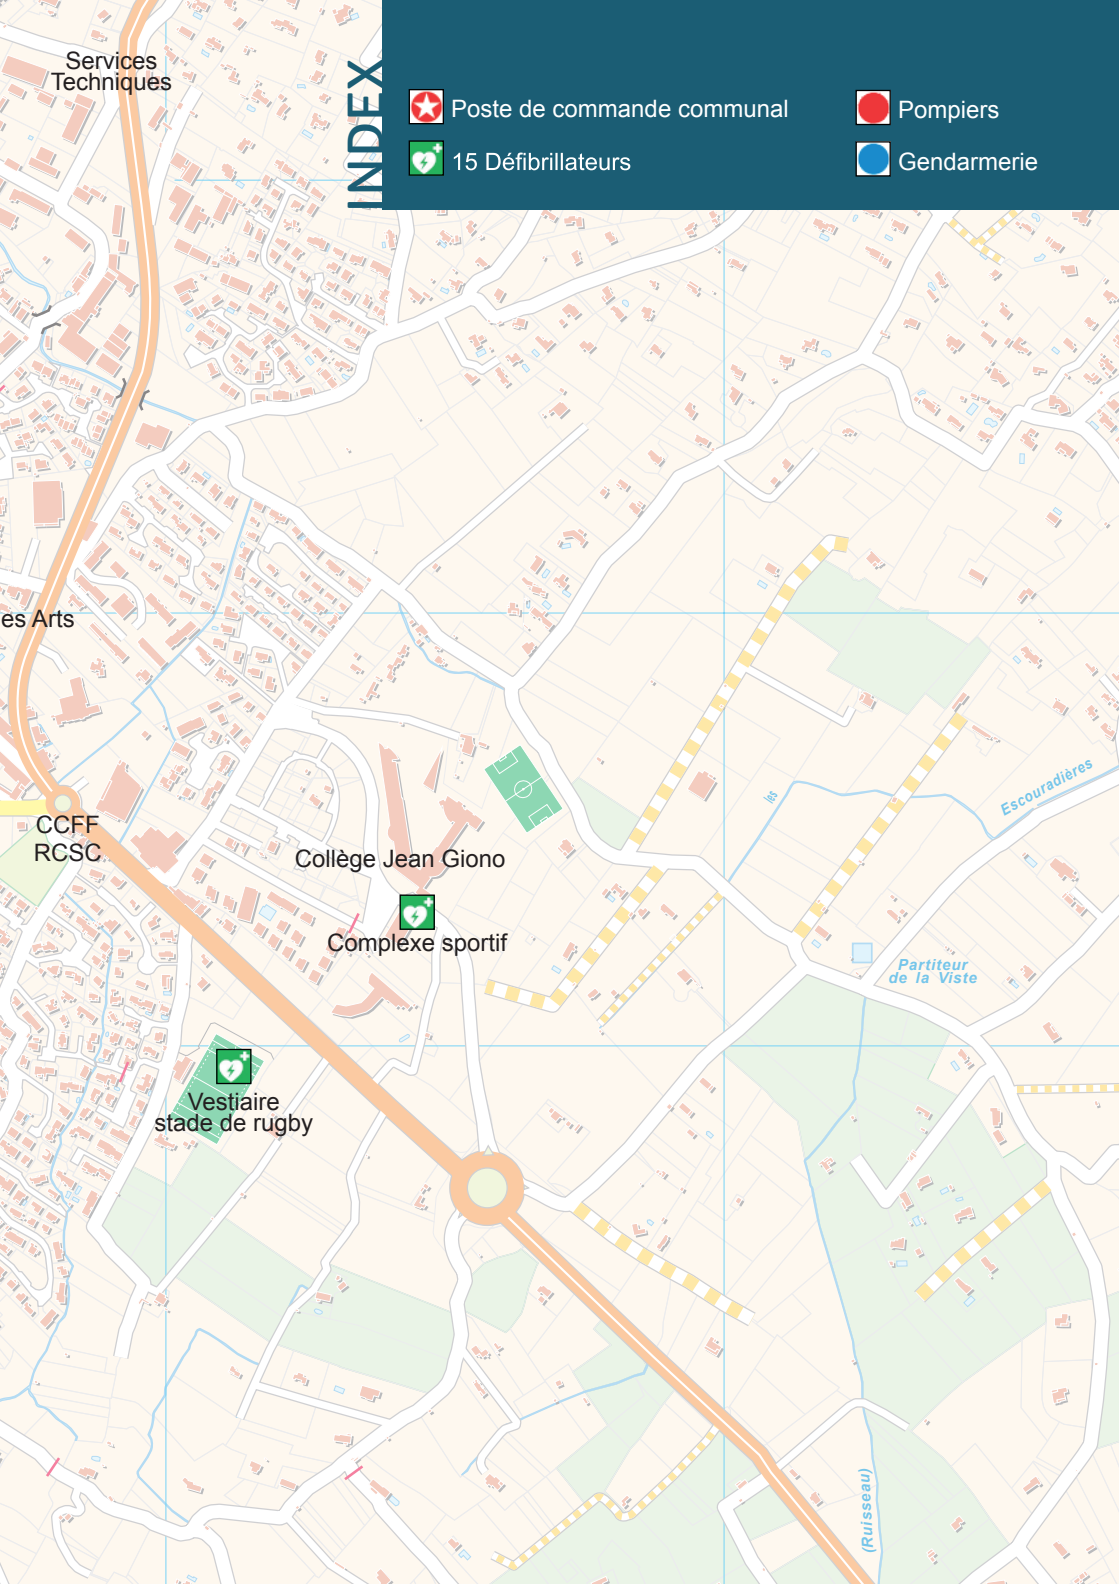 Services
Techniques
INDEX
Poste de commande communal
Pompiers
15 Défibrillateurs
Gendarmerie
es Arts
les
Escouradières
CCFF
RCSC
Collège Jean Giono
Complexe sportif
Partiteur
de la Viste
Vestiaire
stade de rugby
(Ruisseau)